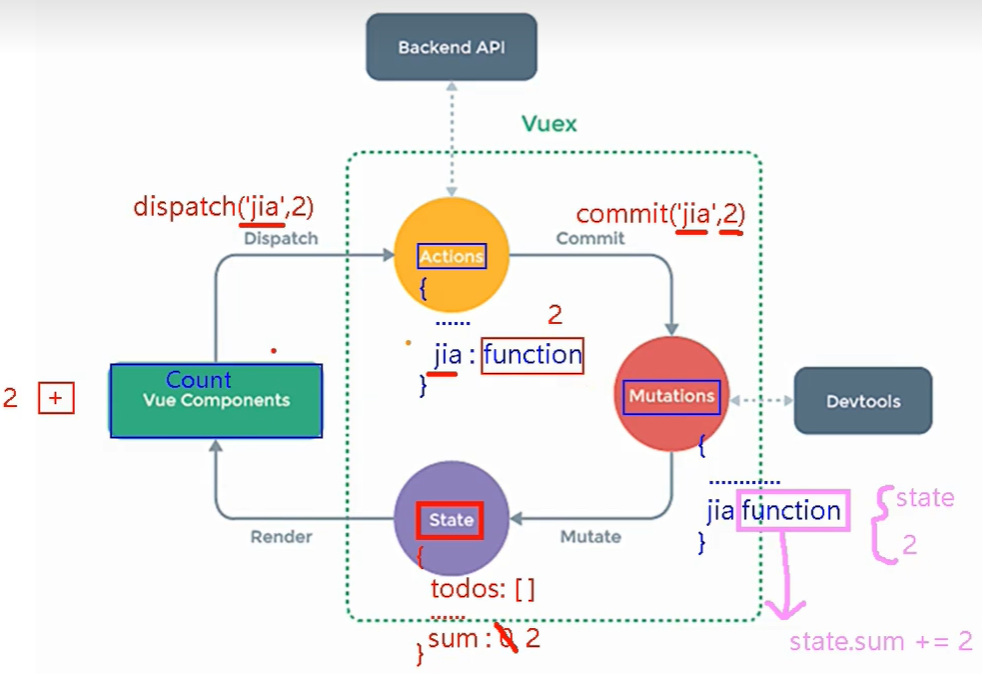 Backend API
Vuex
dispatch('jia',2)
commit('jia',2)
Dispatch
Commit
Actions
{
......
2
jia : function
}
Count
2 +
Vue Components
Mutations
Devtools
{
............
jia function
}
state
2
State
Render
Mutate
{
todos: [ ]
......
sum : 0 2
}
state.sum += 2